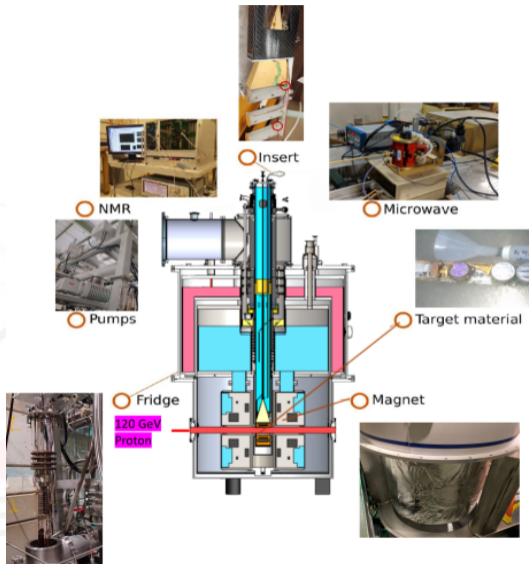 Insert
NMR
Microwave
Pumps
Target material
Fridge
Magnet
120 GeV
Proton